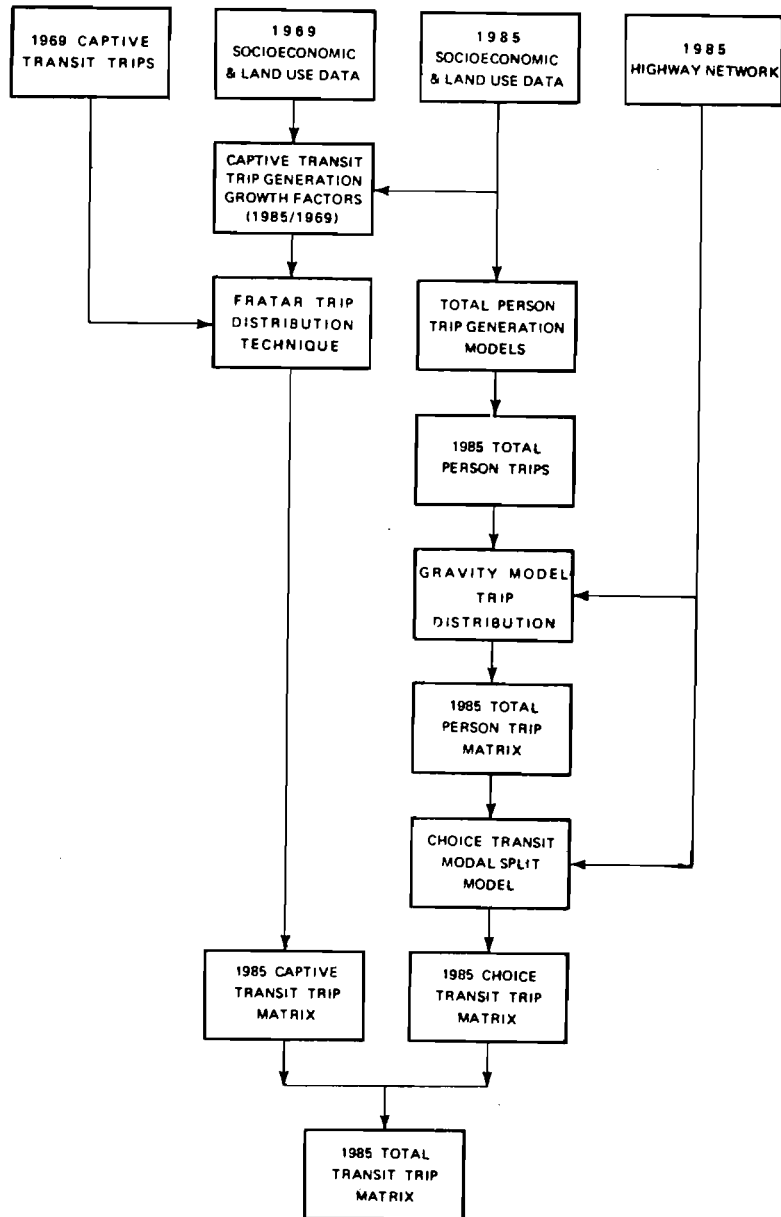 1969 CAPTIVE
TRANSIT TRIPS
1969
SOCIOECONOMIC
& LAND USE DATA
1985
SOCIOECONOMIC
& LAND USE DATA
1985
HIGHWAY NETWORK
CAPTIVE TRANSIT
TRIP GENERATION
GROWTH FACTORS
(1985/1969)
FRATAR TRIP
DISTRIBUTION
TECHNIQUE
TOTAL PERSON
TRIP GENERATION
MODELS
1985 TOTAL
PERSON TRIPS
GRAVITY MODEL
TRIP
DISTRIBUTION
1985 TOTAL
PERSON TRIP
MATRIX
CHOICE TRANSIT
MODAL SPLIT
MODEL
1985 CAPTIVE
TRANSIT TRIP
MATRIX
1985 CHOICE
TRANSIT TRIP
MATRIX
1985 TOTAL
TRANSIT TRIP
MATRIX